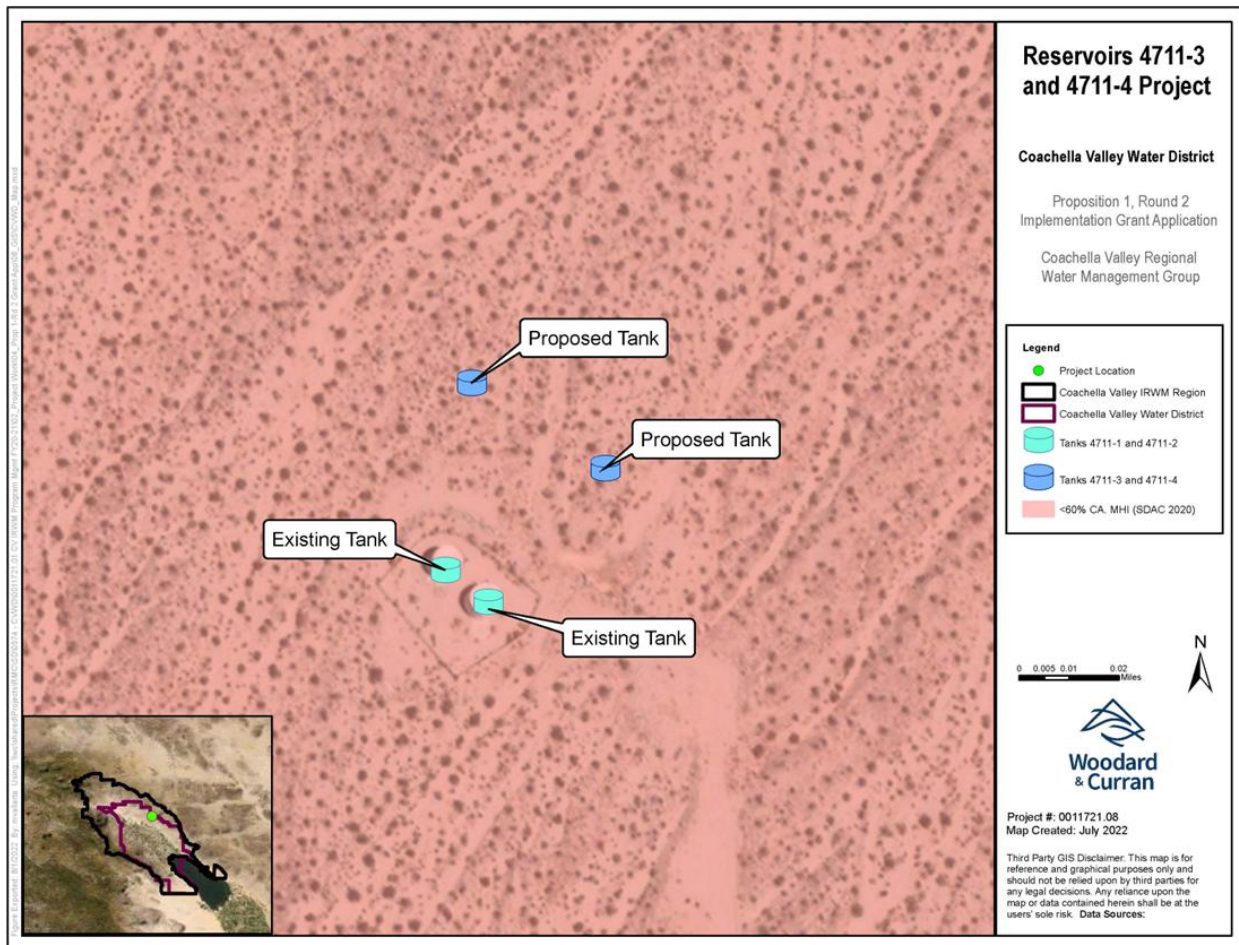 Reservoirs 4711-3
and 4711-4 Project
Coachella Valley Water District
Proposition 1, Round 2
Implementation Grant Application
Coachella Valley Regional
Water Management Group
Legend
Project Location
Coachella Valley IRWM Region
Coachella Valley Water District
Tanks 4711-1 and 4711-2
Tanks 4711-3 and 4711-4
<60% CA. MHI (SDAC 2020)
Proposed Tank
Proposed Tank
Existing Tank
Existing Tank
N
0 0.005 0.01 0.02
Miles
Woodard
& Curran
Project #: 0011721.08
Map Created: July 2022
Third Party GIS Disclaimer: This map is for
reference and graphical purposes only and
should not be relied upon by third parties for
any legal decisions. Any reliance upon the
map or data contained herein shall be at the
users' sole risk. Data Sources:
Figure Exported: 8/1/2022 By: